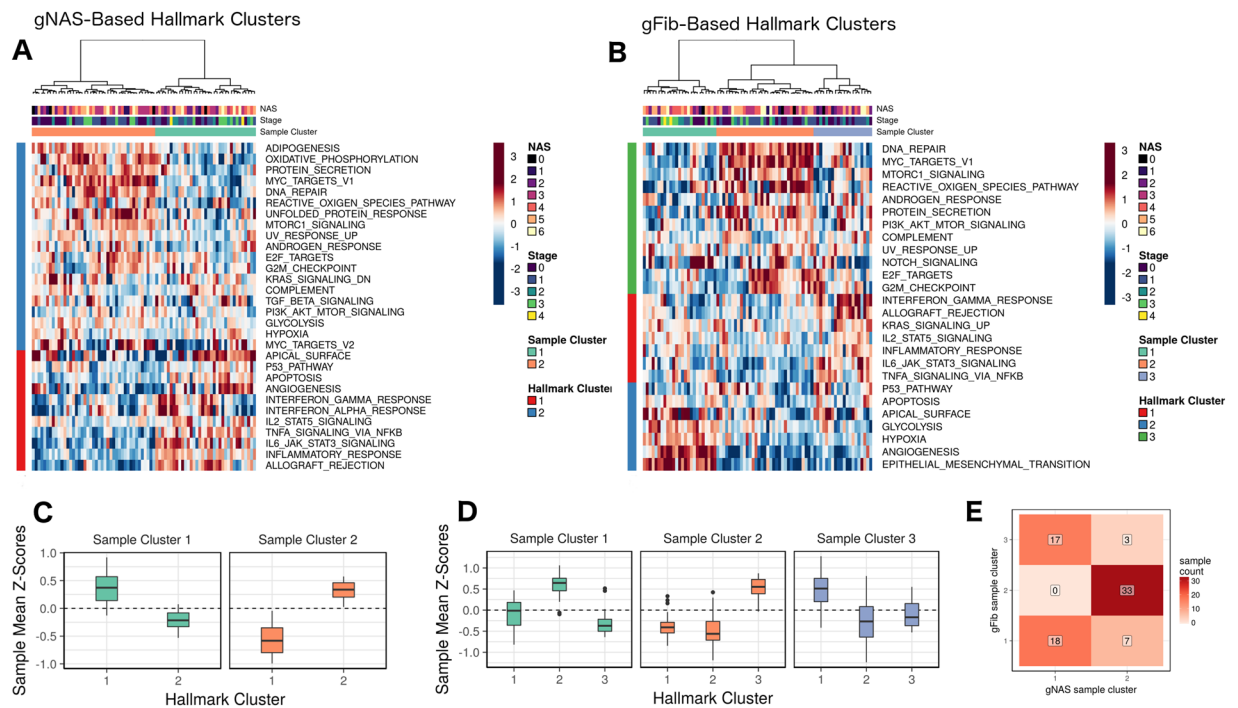 gNAS-Based Hallmark Clusters
A
NAS
Stage
Sample Cluster
ADIPOGENESIS
OXIDATIVE_PHOSPHORYLATION
PROTEIN_SECRETION
MYC_TARGETS_V1
DNA_REPAIR
REACTIVE_OXIGEN_SPECIES_PATHWAY
UNFOLDED_PROTEIN_RESPONSE
MTORC1_SIGNALING
UV_RESPONSE_UP
ANDROGEN_RESPONSE
E2F_TARGETS
G2M_CHECKPOINT
KRAS_SIGNALING_DN
COMPLEMENT
TGF_BETA_SIGNALING
PI3K_AKT_MTOR_SIGNALING
GLYCOLYSIS
HYPOXIA
MYC_TARGETS_V2
APICAL_SURFACE
P53_PATHWAY
APOPTOSIS
ANGIOGENESIS
INTERFERON_GAMMA_RESPONSE
INTERFERON_ALPHA_RESPONSE
IL2_STAT5_SIGNALING
TNFA_SIGNALING_VIA_NFKB
IL6_JAK_STAT3_SIGNALING
INFLAMMATORY_RESPONSE
ALLOGRAFT_REJECTION
3
2
1
0
-1
-2
-3
NAS
0
1
2
3
4
5
6
Stage
0
1
2
3
4
Sample Cluster
1
2
Hallmark Cluster
1
2
gFib-Based Hallmark Clusters
B
NAS
Stage
Sample Cluster
DNA_REPAIR
MYC_TARGETS_V1
MTORC1_SIGNALING
REACTIVE_OXIGEN_SPECIES_PATHWAY
ANDROGEN_RESPONSE
PROTEIN_SECRETION
PI3K_AKT_MTOR_SIGNALING
COMPLEMENT
UV_RESPONSE_UP
NOTCH_SIGNALING
E2F_TARGETS
G2M_CHECKPOINT
INTERFERON_GAMMA_RESPONSE
ALLOGRAFT_REJECTION
KRAS_SIGNALING_UP
IL2_STAT5_SIGNALING
INFLAMMATORY_RESPONSE
IL6_JAK_STAT3_SIGNALING
TNFA_SIGNALING_VIA_NFKB
P53_PATHWAY
APOPTOSIS
APICAL_SURFACE
GLYCOLYSIS
HYPOXIA
ANGIOGENESIS
EPITHELIAL_MESENCHYMAL_TRANSITION
3
2
1
0
-1
-2
-3
NAS
0
1
2
3
4
5
6
Stage
0
1
2
3
4
Sample Cluster
1
2
3
Hallmark Cluster
1
2
3
C
Sample Mean Z-Scores
Sample Cluster 1
Sample Cluster 2
1.0
0.5
0.0
-0.5
-1.0
1 2 1 2
Hallmark Cluster
D
Sample Mean Z-Scores
Sample Cluster 1
Sample Cluster 2
Sample Cluster 3
1.0
0.5
0.0
-0.5
-1.0
1 2 3 1 2 3 1 2 3
Hallmark Cluster
E
gFib sample cluster
3
2
1
17 3
0 33
18 7
1 2
gNAS sample cluster
sample
count
30
20
10
0